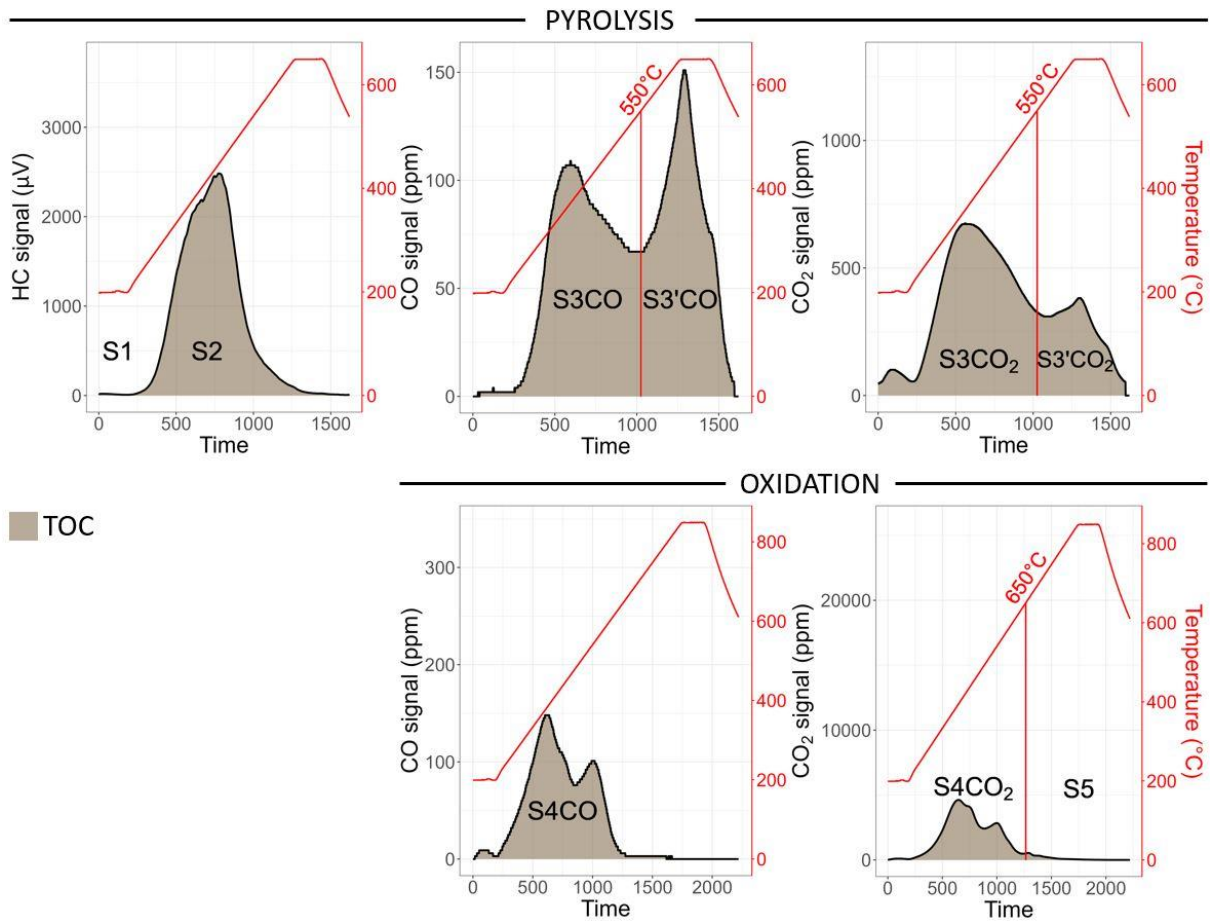 PYROLYSIS
HC signal (µV)
3000
2000
1000
0
S1
S2
600
400
200
0
0
500
1000
1500
Time
CO signal (ppm)
150
100
50
0
550°C
S3CO
S3'CO
600
400
200
0
0
500
1000
1500
Time
CO₂ signal (ppm)
1000
500
0
550°C
S3CO₂
S3'CO₂
600
400
200
0
Temperature (°C)
0
500
1000
1500
Time
OXIDATION
TOC
CO signal (ppm)
300
200
100
0
S4CO
800
600
400
200
0
0
500
1000
1500
2000
Time
CO₂ signal (ppm)
20000
10000
0
650°C
S4CO₂
S5
800
600
400
200
0
Temperature (°C)
0
500
1000
1500
2000
Time